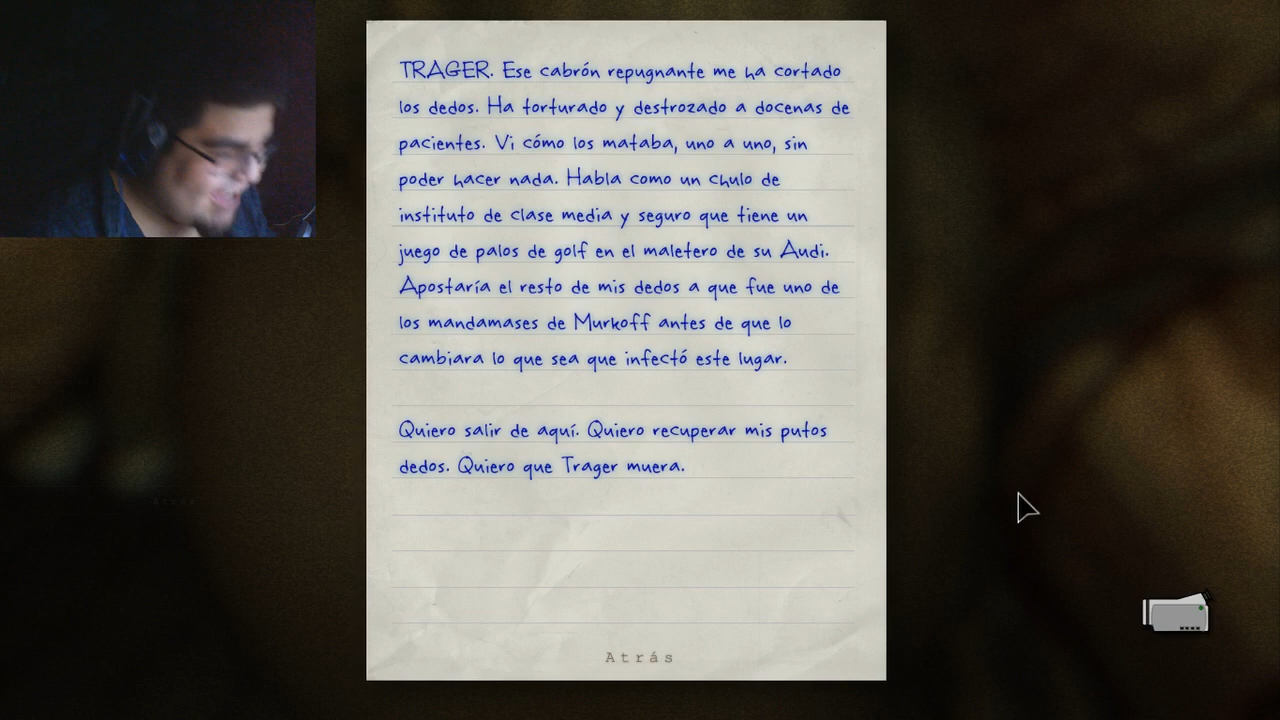 TRAGER. Ese cabrón repugnante me ha cortado
los dedos. Ha torturado y destrozado a docenas de
pacientes. Vi cómo los mataba, uno a uno, sin
poder hacer nada. Habla como un chulo de
instituto de clase media y seguro que tiene un
juego de palos de golf en el maletero de su Audi.
Apostaría el resto de mis dedos a que fue uno de
los mandamases de Murkoff antes de que lo
cambiara lo que sea que infectó este lugar.
Quiero salir de aquí. Quiero recuperar mis putos
dedos. Quiero que Trager muera.
Atrás